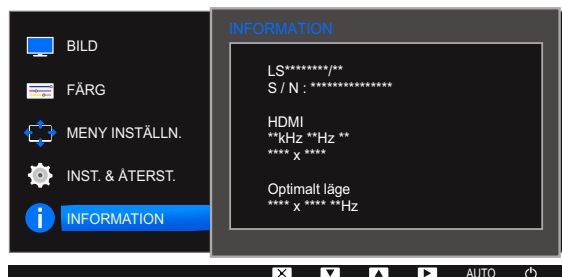 BILD
FÄRG
MENY INSTÄLLN.
INST. & ÅTERST.
INFORMATION
INFORMATION
LS********/**
S / N : ***************
HDMI
**kHz **Hz **
**** x ****
Optimalt läge
**** x **** **Hz
AUTO